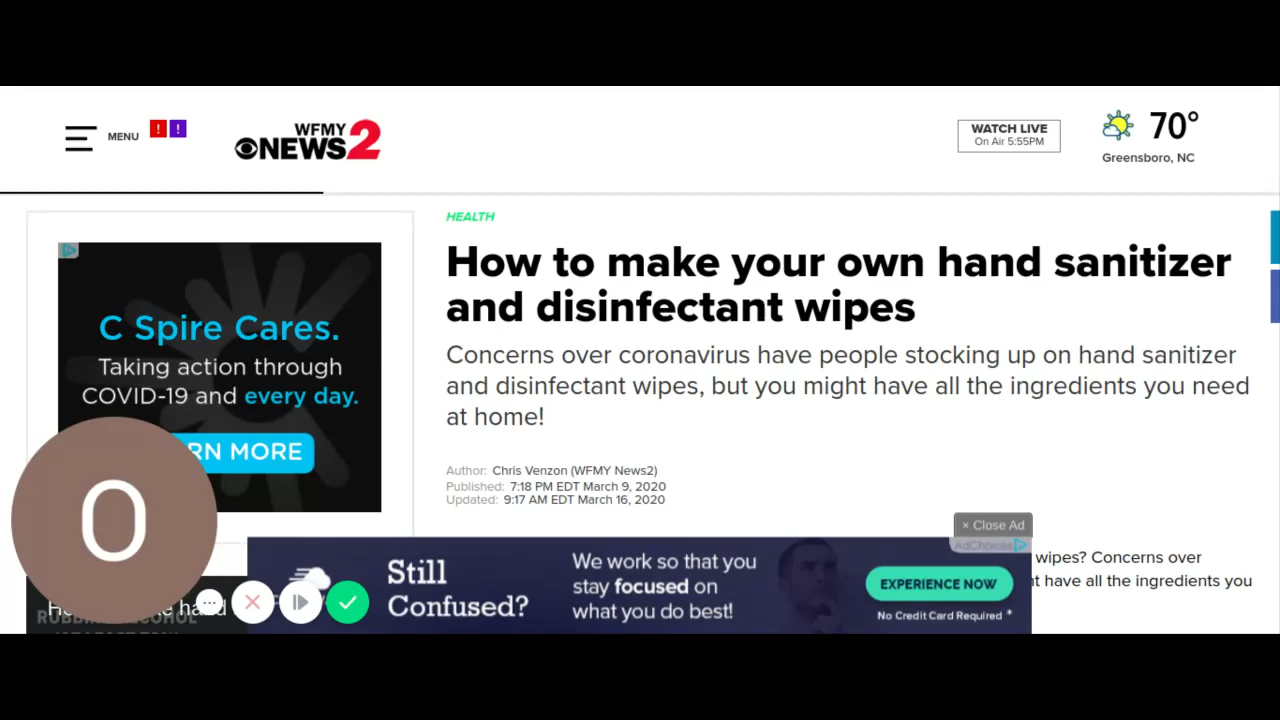 MENU
!
!
WFMY
NEWS 2
WATCH LIVE
On Air 5:55PM
70°
Greensboro, NC
HEALTH
How to make your own hand sanitizer
and disinfectant wipes
Concerns over coronavirus have people stocking up on hand sanitizer
and disinfectant wipes, but you might have all the ingredients you need
at home!
Author: Chris Venzon (WFMY News2)
Published: 7:18 PM EDT March 9, 2020
Updated: 9:17 AM EDT March 16, 2020
C Spire Cares.
Taking action through
COVID-19 and every day.
RN MORE
O
× Close Ad
AdChoices
wipes? Concerns over
have all the ingredients you
Still
Confused?
We work so that you
stay focused on
what you do best!
EXPERIENCE NOW
No Credit Card Required *